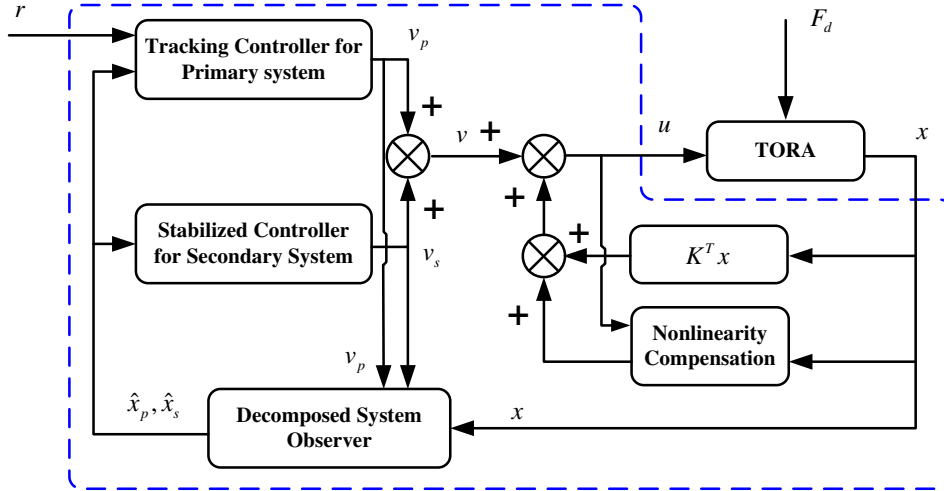 r
Tracking Controller for
Primary system
v_p
F_d
+
v
+
u
TORA
x
+
+
Stabilized Controller
for Secondary System
v_s
+
K^T x
+
Nonlinearity
Compensation
v_p
x̂_p, x̂_s
Decomposed System
Observer
x